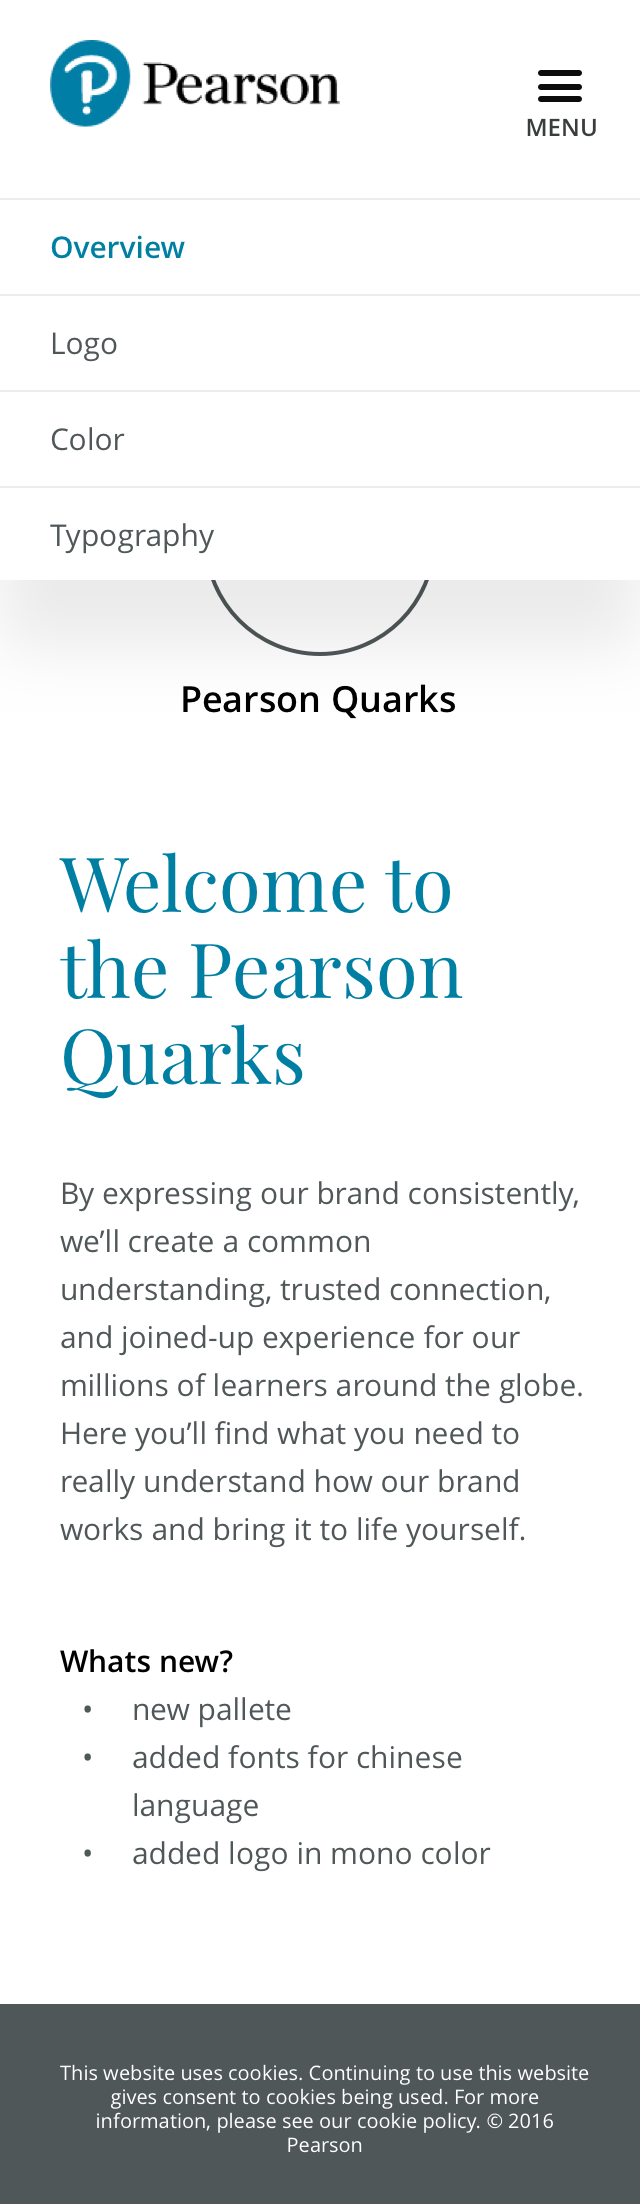 Pearson
MENU
Overview
Logo
Color
Typography
Pearson Quarks
Welcome to
the Pearson
Quarks
By expressing our brand consistently,
we’ll create a common
understanding, trusted connection,
and joined-up experience for our
millions of learners around the globe.
Here you’ll find what you need to
really understand how our brand
works and bring it to life yourself.
Whats new?
• new pallete
• added fonts for chinese
language
• added logo in mono color
This website uses cookies. Continuing to use this website
gives consent to cookies being used. For more
information, please see our cookie policy. © 2016
Pearson